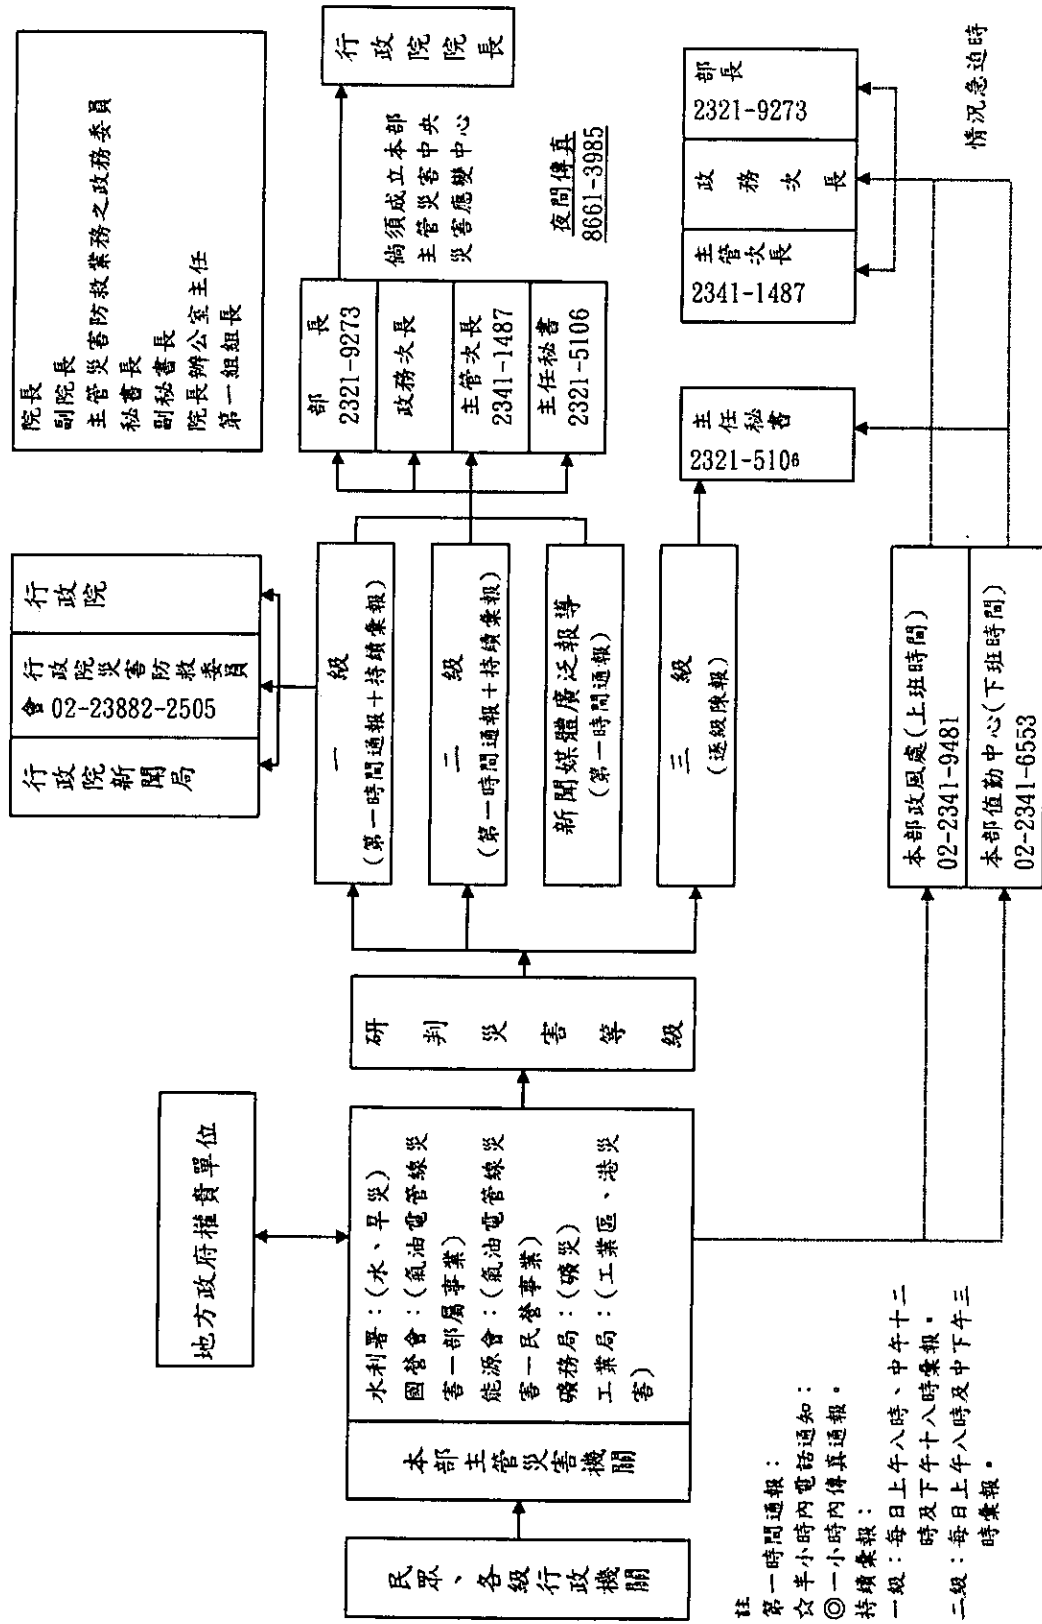 民眾、各級行政機關
本部主管災害機關
水利署：(水、旱災)
國營會：(氣油電管線災
害－部屬事業)
能源會：(氣油電管線災
害－民營事業)
礦務局：(礦災)
工業局：(工業區、港災
害)
地方政府權責單位
研判災害等級
一級
(第一時間通報＋持續彙報)
二級
(第一時間通報＋持續彙報)
新聞媒體廣泛報導
(第一時間通報)
三級
(逐級陳報)
行政院
行政院災害防救委員
會 02-23882-2505
行政院新聞局
院長
副院長
主管災害防救業務之政務委員
秘書長
副秘書長
院長辦公室主任
第一組組長
部長
2321-9273
政務次長
主管次長
2341-1487
主任秘書
2321-5106
行政院院長
倘須成立本部
主管災害中央
災害應變中心
夜間傳真
8661-3985
主任秘書
2321-5106
部長
2321-9273
政務次長
主管次長
2341-1487
情況急迫時
本部政風處(上班時間)
02-2341-9481
本部值勤中心(下班時間)
02-2341-6553
註
第一時間通報：
☆半小時內電話通知：
◎一小時內傳真通報。
持續彙報：
一級：每日上午八時、中午十二
時及下午十八時彙報。
二級：每日上午八時及中下午三
時彙報。